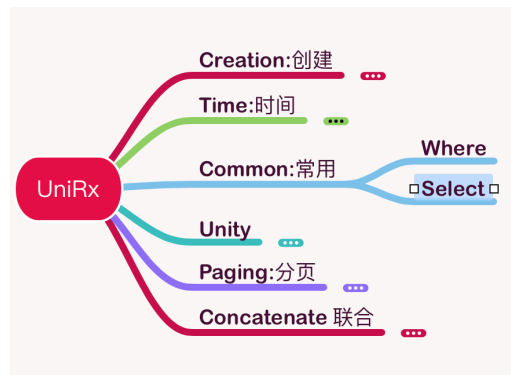 UniRx
Creation:创建
Time:时间
Common:常用
Where
Select
Unity
Paging:分页
Concatenate 联合